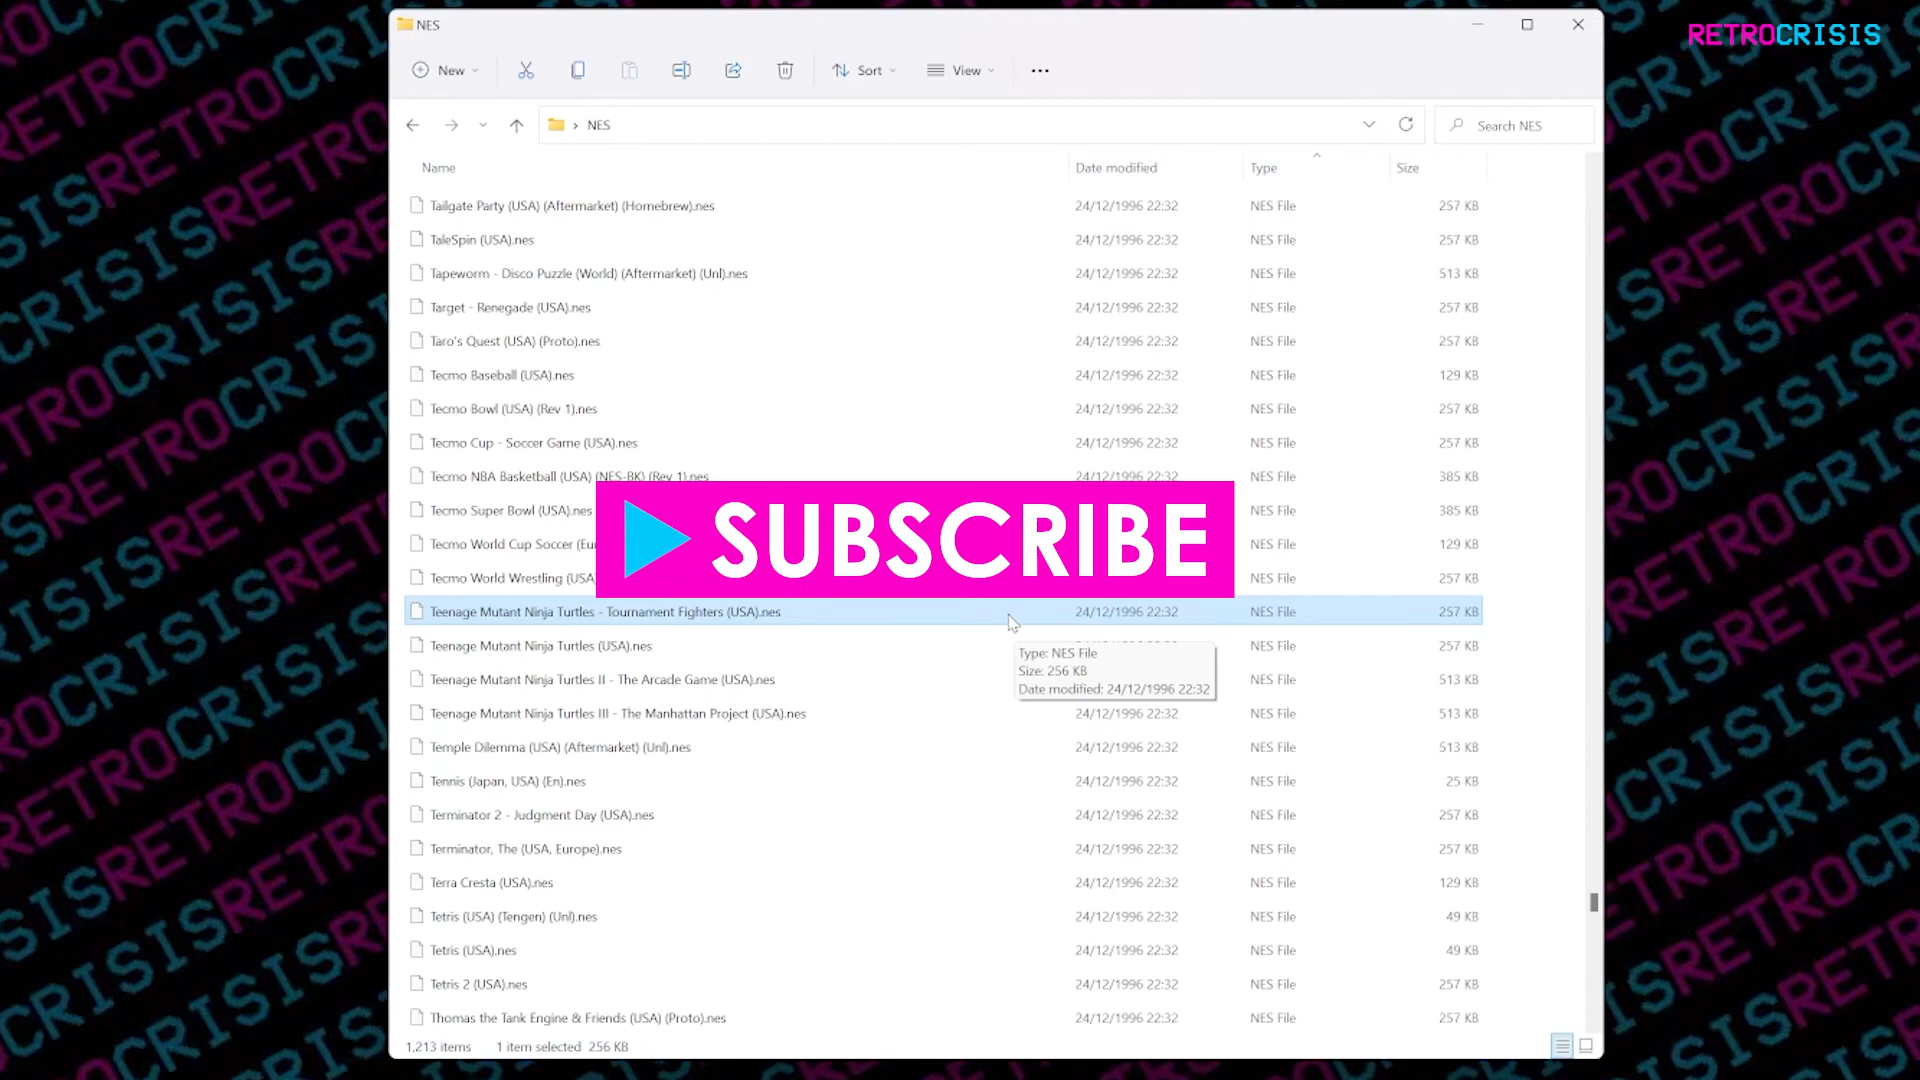 NES
RETROCRISIS
New
Sort
View
NES
Search NES
Name Date modified Type Size
Tailgate Party (USA) (Aftermarket) (Homebrew).nes 24/12/1996 22:32 NES File 257 KB
TaleSpin (USA).nes 24/12/1996 22:32 NES File 257 KB
Tapeworm - Disco Puzzle (World) (Aftermarket) (Unl).nes 24/12/1996 22:32 NES File 513 KB
Target - Renegade (USA).nes 24/12/1996 22:32 NES File 257 KB
Taro's Quest (USA) (Proto).nes 24/12/1996 22:32 NES File 257 KB
Tecmo Baseball (USA).nes 24/12/1996 22:32 NES File 129 KB
Tecmo Bowl (USA) (Rev 1).nes 24/12/1996 22:32 NES File 257 KB
Tecmo Cup - Soccer Game (USA).nes 24/12/1996 22:32 NES File 257 KB
Tecmo NBA Basketball (USA) (NES-BK) (Rev 1).nes 24/12/1996 22:32 NES File 385 KB
Tecmo Super Bowl (USA).nes NES File 385 KB
Tecmo World Cup Soccer (Eu NES File 129 KB
Tecmo World Wrestling (USA NES File 257 KB
SUBSCRIBE
Teenage Mutant Ninja Turtles - Tournament Fighters (USA).nes 24/12/1996 22:32 NES File 257 KB
Teenage Mutant Ninja Turtles (USA).nes NES File 257 KB
Type: NES File
Size: 256 KB
Date modified: 24/12/1996 22:32
Teenage Mutant Ninja Turtles II - The Arcade Game (USA).nes NES File 513 KB
Teenage Mutant Ninja Turtles III - The Manhattan Project (USA).nes 24/12/1996 22:32 NES File 513 KB
Temple Dilemma (USA) (Aftermarket) (Unl).nes 24/12/1996 22:32 NES File 513 KB
Tennis (Japan, USA) (En).nes 24/12/1996 22:32 NES File 25 KB
Terminator 2 - Judgment Day (USA).nes 24/12/1996 22:32 NES File 257 KB
Terminator, The (USA, Europe).nes 24/12/1996 22:32 NES File 257 KB
Terra Cresta (USA).nes 24/12/1996 22:32 NES File 129 KB
Tetris (USA) (Tengen) (Unl).nes 24/12/1996 22:32 NES File 49 KB
Tetris (USA).nes 24/12/1996 22:32 NES File 49 KB
Tetris 2 (USA).nes 24/12/1996 22:32 NES File 257 KB
Thomas the Tank Engine & Friends (USA) (Proto).nes 24/12/1996 22:32 NES File 257 KB
1,213 items 1 item selected 256 KB